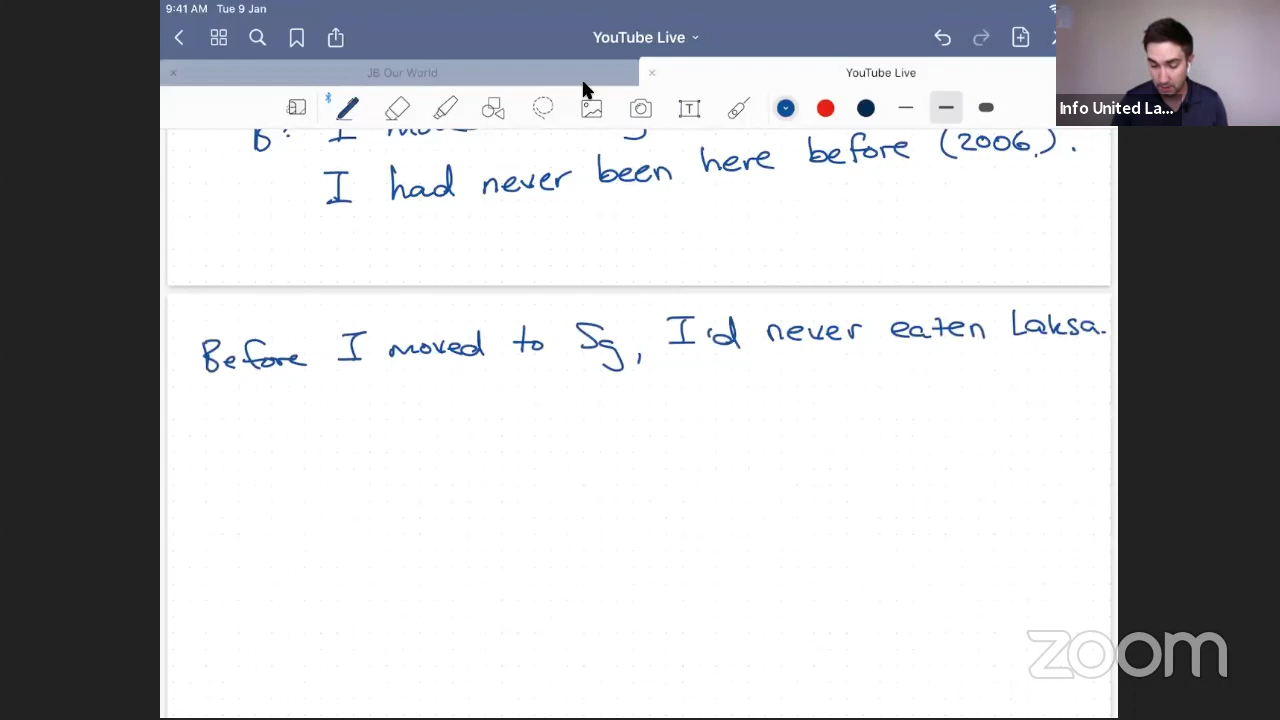 9:41 AM Tue 9 Jan
YouTube Live
JB Our World
YouTube Live
Info United La...
B: I
I had never been here before (2006.).
Before I moved to Sg, I'd never eaten Laksa.
zoom